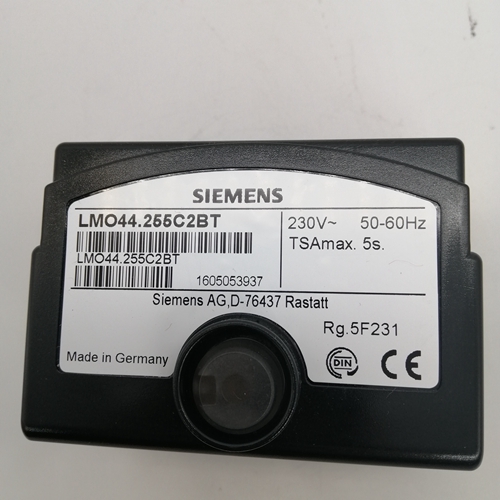 SIEMENS
LMO44.255C2BT
230V~ 50-60Hz
TSAmax. 5s.
LMO44.255C2BT
1605053937
Siemens AG,D-76437 Rastatt
Rg.5F231
Made in Germany
DIN
CE